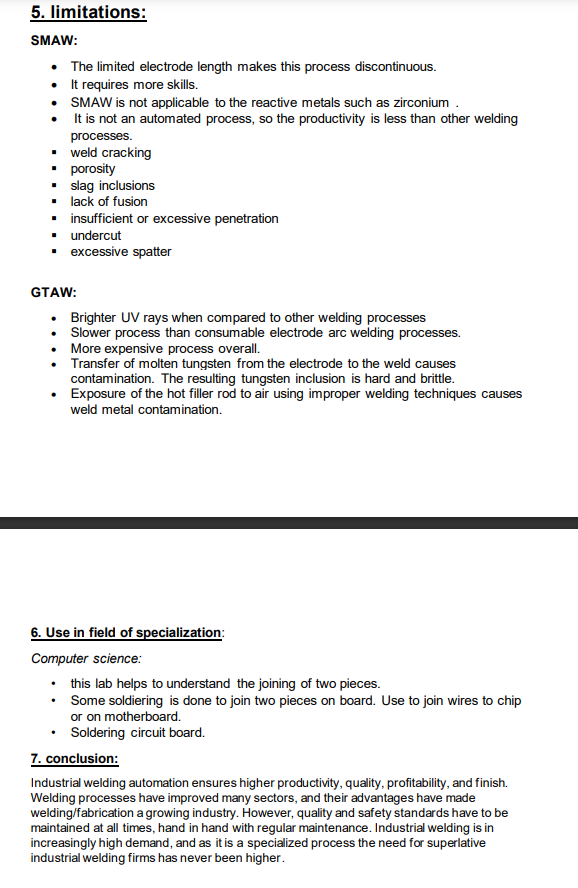 5. limitations:
SMAW:
• The limited electrode length makes this process discontinuous.
• It requires more skills.
• SMAW is not applicable to the reactive metals such as zirconium .
• It is not an automated process, so the productivity is less than other welding
processes.
▪ weld cracking
▪ porosity
▪ slag inclusions
▪ lack of fusion
▪ insufficient or excessive penetration
▪ undercut
▪ excessive spatter
GTAW:
• Brighter UV rays when compared to other welding processes
• Slower process than consumable electrode arc welding processes.
• More expensive process overall.
• Transfer of molten tungsten from the electrode to the weld causes
contamination. The resulting tungsten inclusion is hard and brittle.
• Exposure of the hot filler rod to air using improper welding techniques causes
weld metal contamination.
6. Use in field of specialization:
Computer science:
• this lab helps to understand the joining of two pieces.
• Some soldiering is done to join two pieces on board. Use to join wires to chip
or on motherboard.
• Soldering circuit board.
7. conclusion:
Industrial welding automation ensures higher productivity, quality, profitability, and finish.
Welding processes have improved many sectors, and their advantages have made
welding/fabrication a growing industry. However, quality and safety standards have to be
maintained at all times, hand in hand with regular maintenance. Industrial welding is in
increasingly high demand, and as it is a specialized process the need for superlative
industrial welding firms has never been higher.